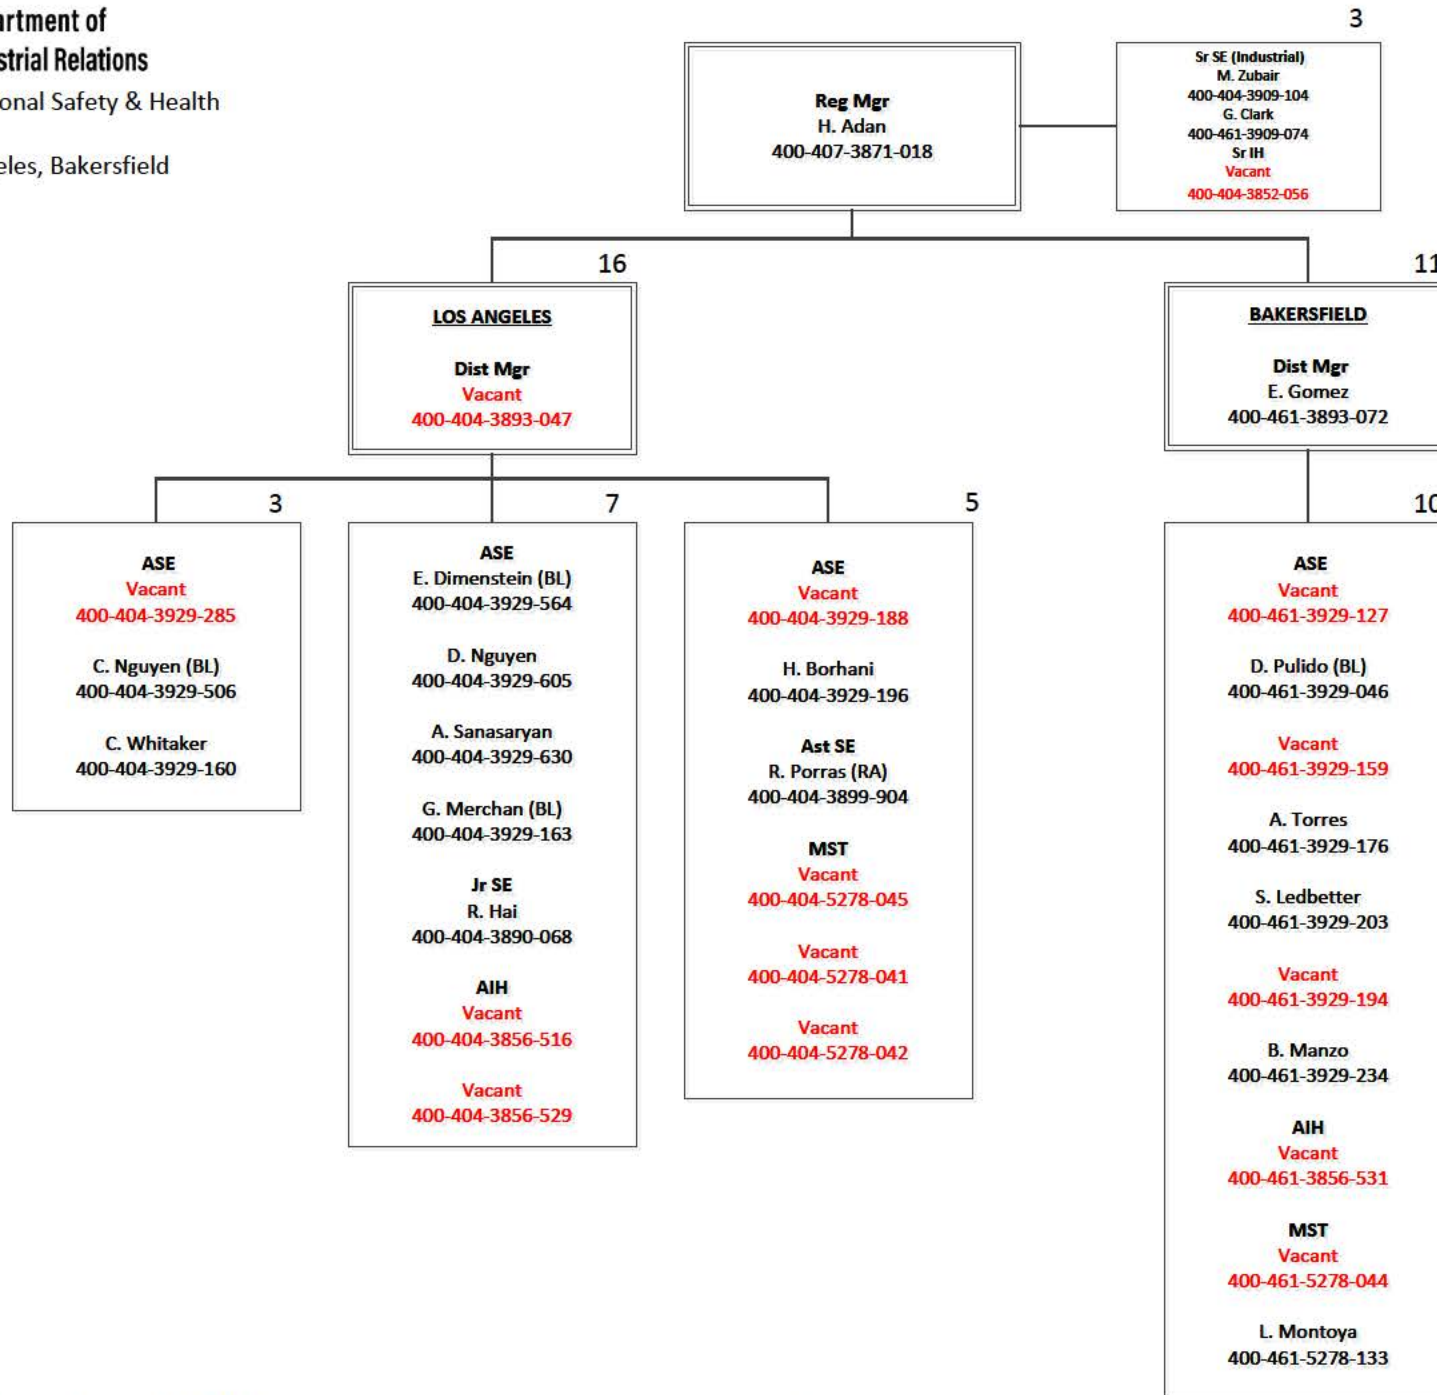 artment of
strial Relations
onal Safety & Health
eles, Bakersfield
3
Reg Mgr
H. Adan
400-407-3871-018
Sr SE (Industrial)
M. Zubair
400-404-3909-104
G. Clark
400-461-3909-074
Sr IH
Vacant
400-404-3852-056
16
LOS ANGELES
Dist Mgr
Vacant
400-404-3893-047
11
BAKERSFIELD
Dist Mgr
E. Gomez
400-461-3893-072
3
ASE
Vacant
400-404-3929-285
C. Nguyen (BL)
400-404-3929-506
C. Whitaker
400-404-3929-160
7
ASE
E. Dimenstein (BL)
400-404-3929-564
D. Nguyen
400-404-3929-605
A. Sanasaryan
400-404-3929-630
G. Merchan (BL)
400-404-3929-163
Jr SE
R. Hai
400-404-3890-068
AIH
Vacant
400-404-3856-516
Vacant
400-404-3856-529
5
ASE
Vacant
400-404-3929-188
H. Borhani
400-404-3929-196
Ast SE
R. Porras (RA)
400-404-3899-904
MST
Vacant
400-404-5278-045
Vacant
400-404-5278-041
Vacant
400-404-5278-042
10
ASE
Vacant
400-461-3929-127
D. Pulido (BL)
400-461-3929-046
Vacant
400-461-3929-159
A. Torres
400-461-3929-176
S. Ledbetter
400-461-3929-203
Vacant
400-461-3929-194
B. Manzo
400-461-3929-234
AIH
Vacant
400-461-3856-531
MST
Vacant
400-461-5278-044
L. Montoya
400-461-5278-133